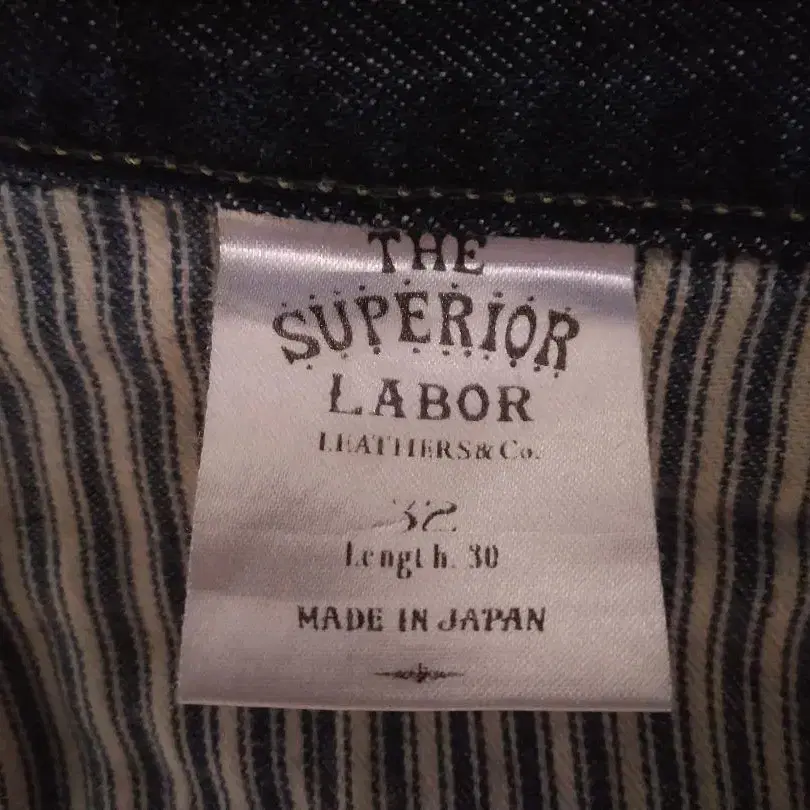 THE
SUPERIOR
LABOR
LEATHERS & Co.
32
Length. 30
MADE IN JAPAN